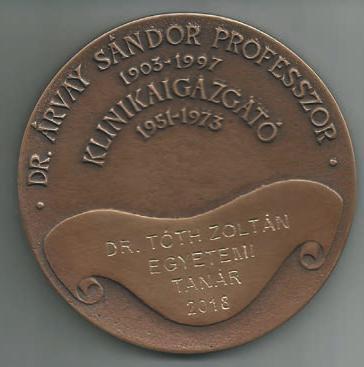 · DR. ÁRVAY SÁNDOR PROFESSZOR ·
1903-1997
KLINIKAIGAZGATÓ
1951-1973
DR. TÓTH ZOLTÁN
EGYETEMI
TANÁR
2018